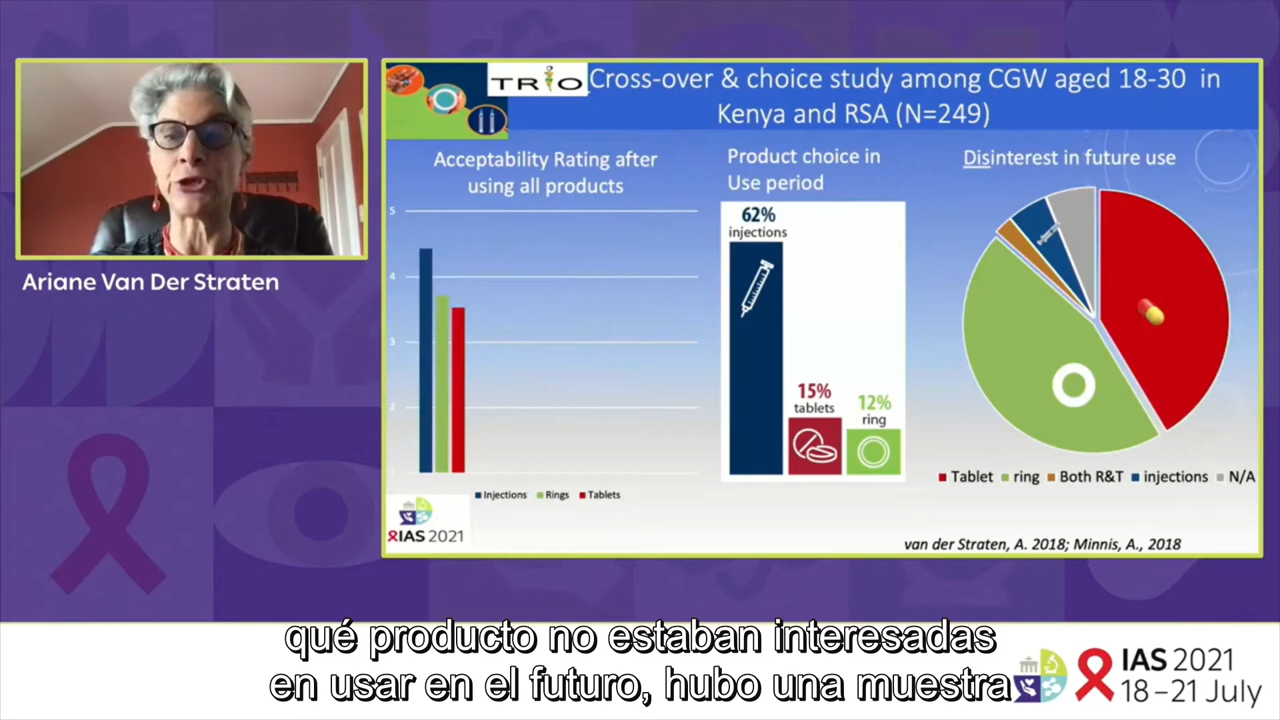 TRIO
Cross-over & choice study among CGW aged 18-30 in
Kenya and RSA (N=249)
Acceptability Rating after
using all products
5
4
3
2
Injections Rings Tablets
Product choice in
Use period
62%
injections
15%
tablets
12%
ring
Disinterest in future use
Tablet ring Both R&T injections N/A
IAS 2021
van der Straten, A. 2018; Minnis, A., 2018
Ariane Van Der Straten
qué producto no estaban interesadas
en usar en el futuro, hubo una muestra
IAS 2021
18–21 July